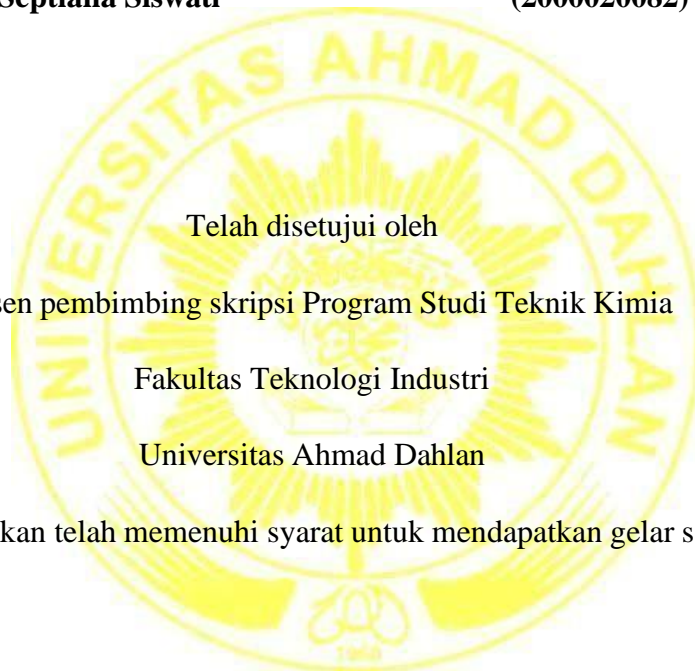 Septiana Siswati (2000020082)
UNIVERSITAS AHMAD DAHLAN
Telah disetujui oleh
sen pembimbing skripsi Program Studi Teknik Kimia
Fakultas Teknologi Industri
Universitas Ahmad Dahlan
kan telah memenuhi syarat untuk mendapatkan gelar s
1960